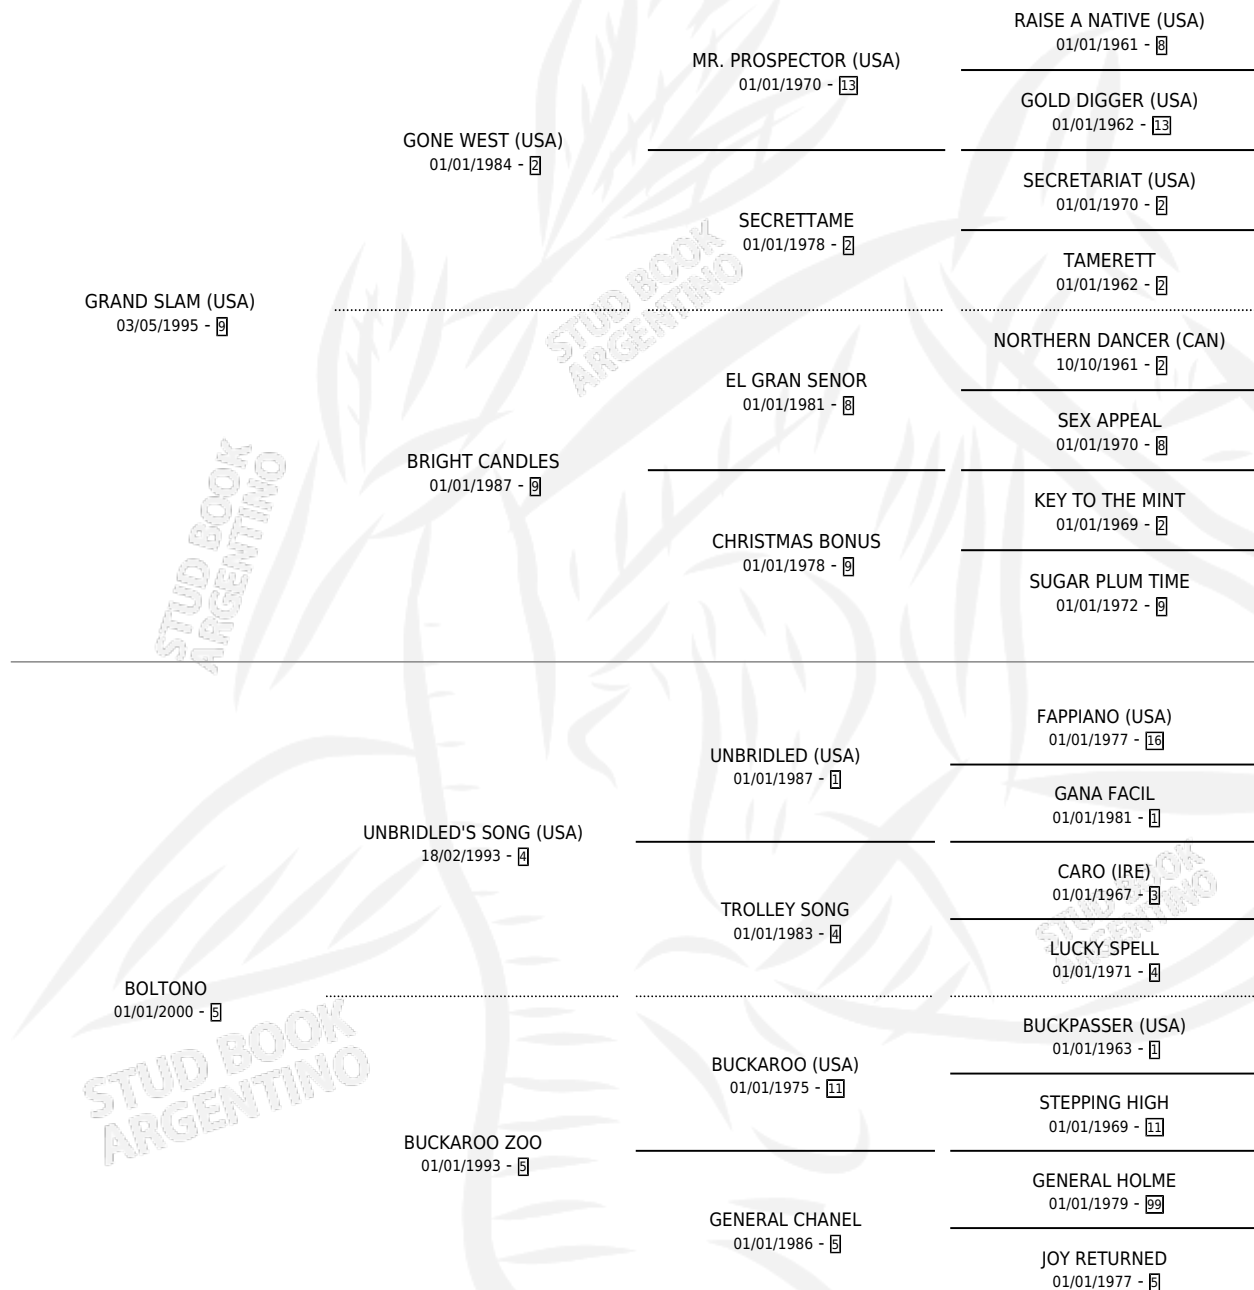 RAISE A NATIVE (USA)
01/01/1961 - 8
MR. PROSPECTOR (USA)
01/01/1970 - 13
GOLD DIGGER (USA)
01/01/1962 - 13
GONE WEST (USA)
01/01/1984 - 2
SECRETARIAT (USA)
01/01/1970 - 2
SECRETTAME
01/01/1978 - 2
TAMERETT
01/01/1962 - 2
GRAND SLAM (USA)
03/05/1995 - 9
NORTHERN DANCER (CAN)
10/10/1961 - 2
EL GRAN SENOR
01/01/1981 - 8
SEX APPEAL
01/01/1970 - 8
BRIGHT CANDLES
01/01/1987 - 9
KEY TO THE MINT
01/01/1969 - 2
CHRISTMAS BONUS
01/01/1978 - 9
SUGAR PLUM TIME
01/01/1972 - 9
FAPPIANO (USA)
01/01/1977 - 16
UNBRIDLED (USA)
01/01/1987 - 1
GANA FACIL
01/01/1981 - 1
UNBRIDLED'S SONG (USA)
18/02/1993 - 4
CARO (IRE)
01/01/1967 - 3
TROLLEY SONG
01/01/1983 - 4
LUCKY SPELL
01/01/1971 - 4
BOLTONO
01/01/2000 - 5
BUCKPASSER (USA)
01/01/1963 - 1
BUCKAROO (USA)
01/01/1975 - 11
STEPPING HIGH
01/01/1969 - 11
BUCKAROO ZOO
01/01/1993 - 5
GENERAL HOLME
01/01/1979 - 99
GENERAL CHANEL
01/01/1986 - 5
JOY RETURNED
01/01/1977 - 5
STUD BOOK
ARGENTINO
STUD BOOK
ARGENTINO
STUD BOOK
ARGENTINO
STUD BOOK
ARGENTINO